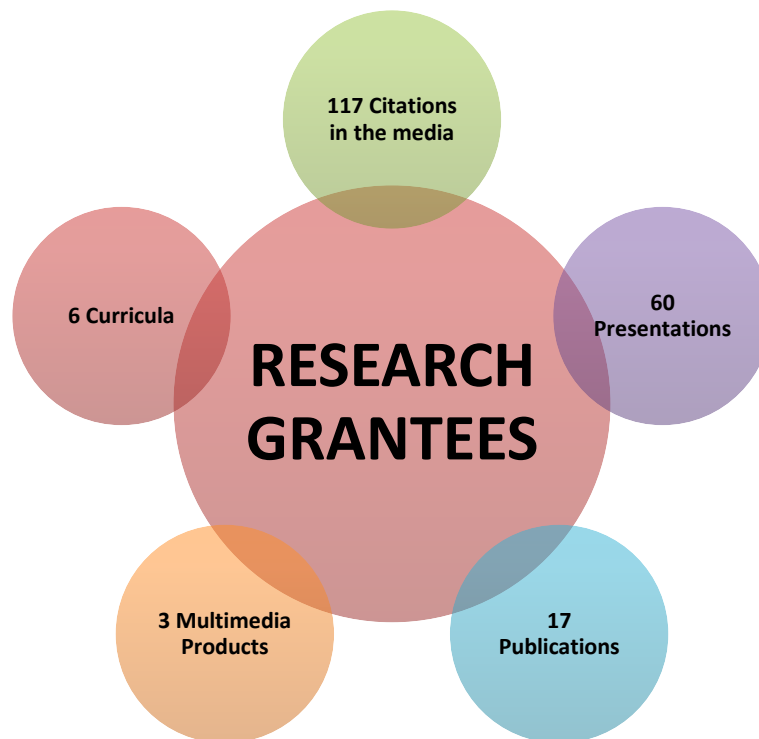 117 Citations
in the media
6 Curricula
60
Presentations
RESEARCH
GRANTEES
3 Multimedia
Products
17
Publications